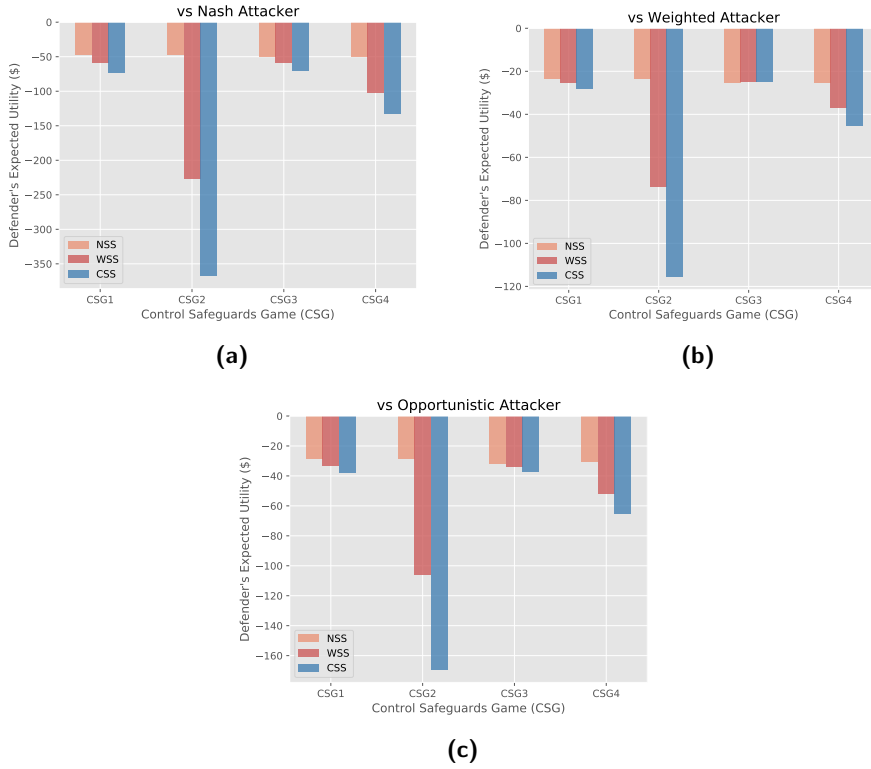 vs Nash Attacker
0
−50
−100
−150
−200
−250
−300
−350
Defender's Expected Utility ($)
NSS
WSS
CSS
CSG1 CSG2 CSG3 CSG4
Control Safeguards Game (CSG)
(a)
vs Weighted Attacker
0
−20
−40
−60
−80
−100
−120
Defender's Expected Utility ($)
NSS
WSS
CSS
CSG1 CSG2 CSG3 CSG4
Control Safeguards Game (CSG)
(b)
vs Opportunistic Attacker
0
−20
−40
−60
−80
−100
−120
−140
−160
Defender's Expected Utility ($)
NSS
WSS
CSS
CSG1 CSG2 CSG3 CSG4
Control Safeguards Game (CSG)
(c)